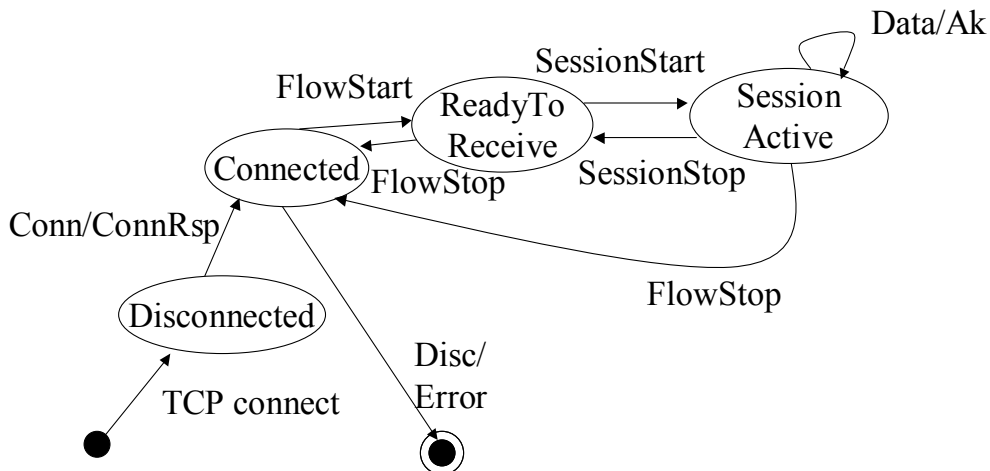 Data/Ak
SessionStart
FlowStart
ReadyTo
Receive
Session
Active
Connected
FlowStop
SessionStop
Conn/ConnRsp
FlowStop
Disconnected
Disc/
Error
TCP connect